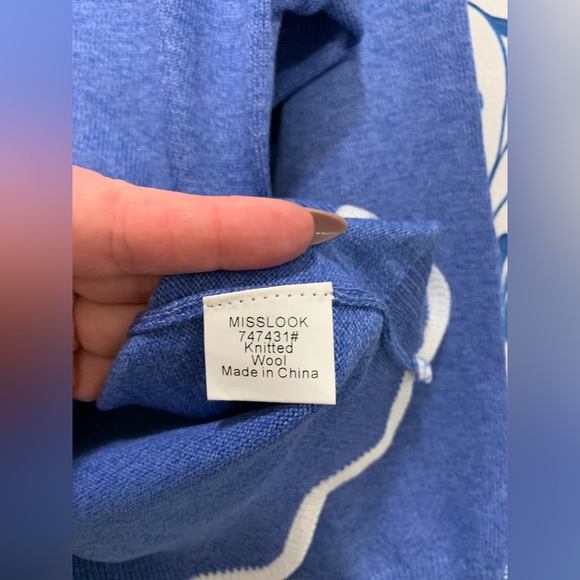 MISSLOOK
747431#
Knitted
Wool
Made in China